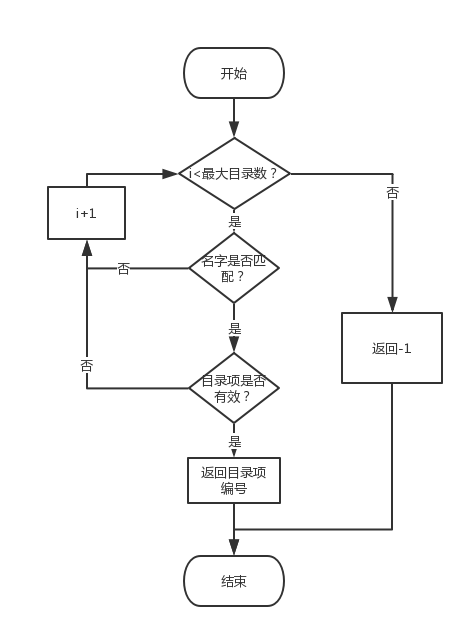 开始
i<最大目录数？
i+1
否
是
名字是否匹
配？
否
是
返回-1
否
目录项是否
有效？
是
返回目录项
编号
结束